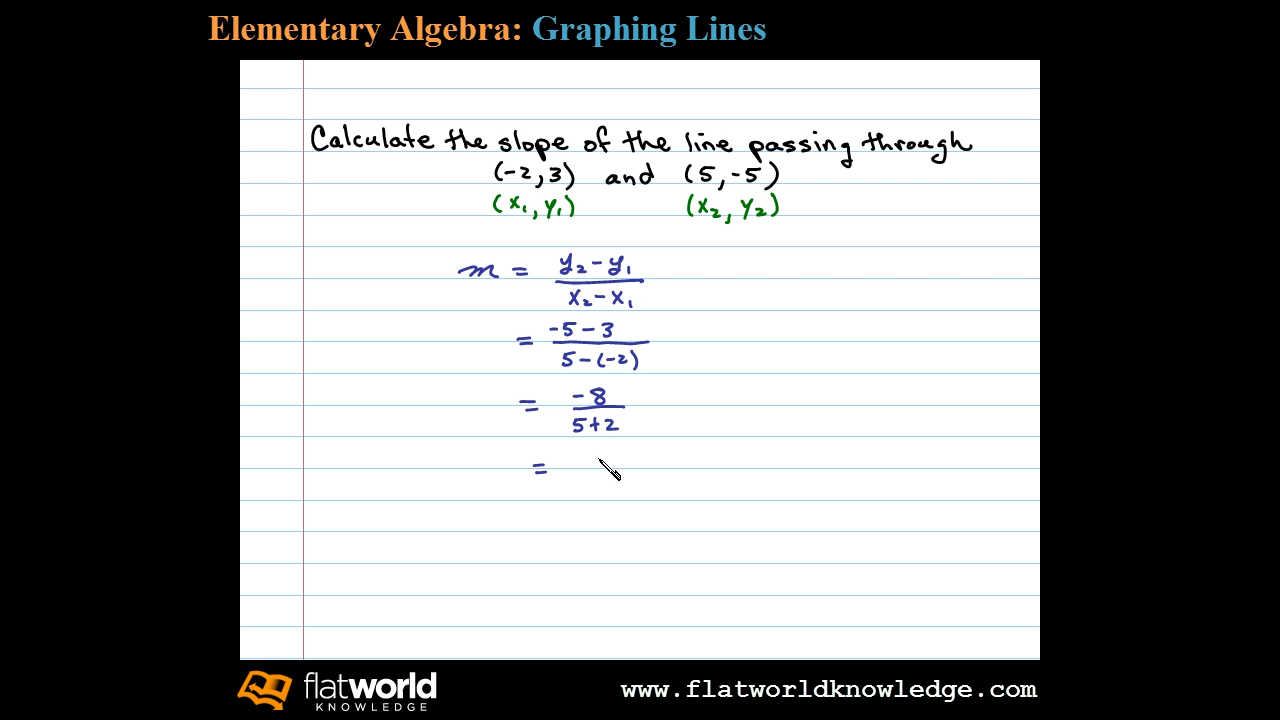 Elementary Algebra: Graphing Lines
Calculate the slope of the line passing through
(-2, 3) and (5, -5)
(x₁, y₁) (x₂, y₂)
m = y₂ - y₁
x₂ - x₁
= -5 - 3
5 - (-2)
= -8
5 + 2
=
flatworld
KNOWLEDGE
www.flatworldknowledge.com